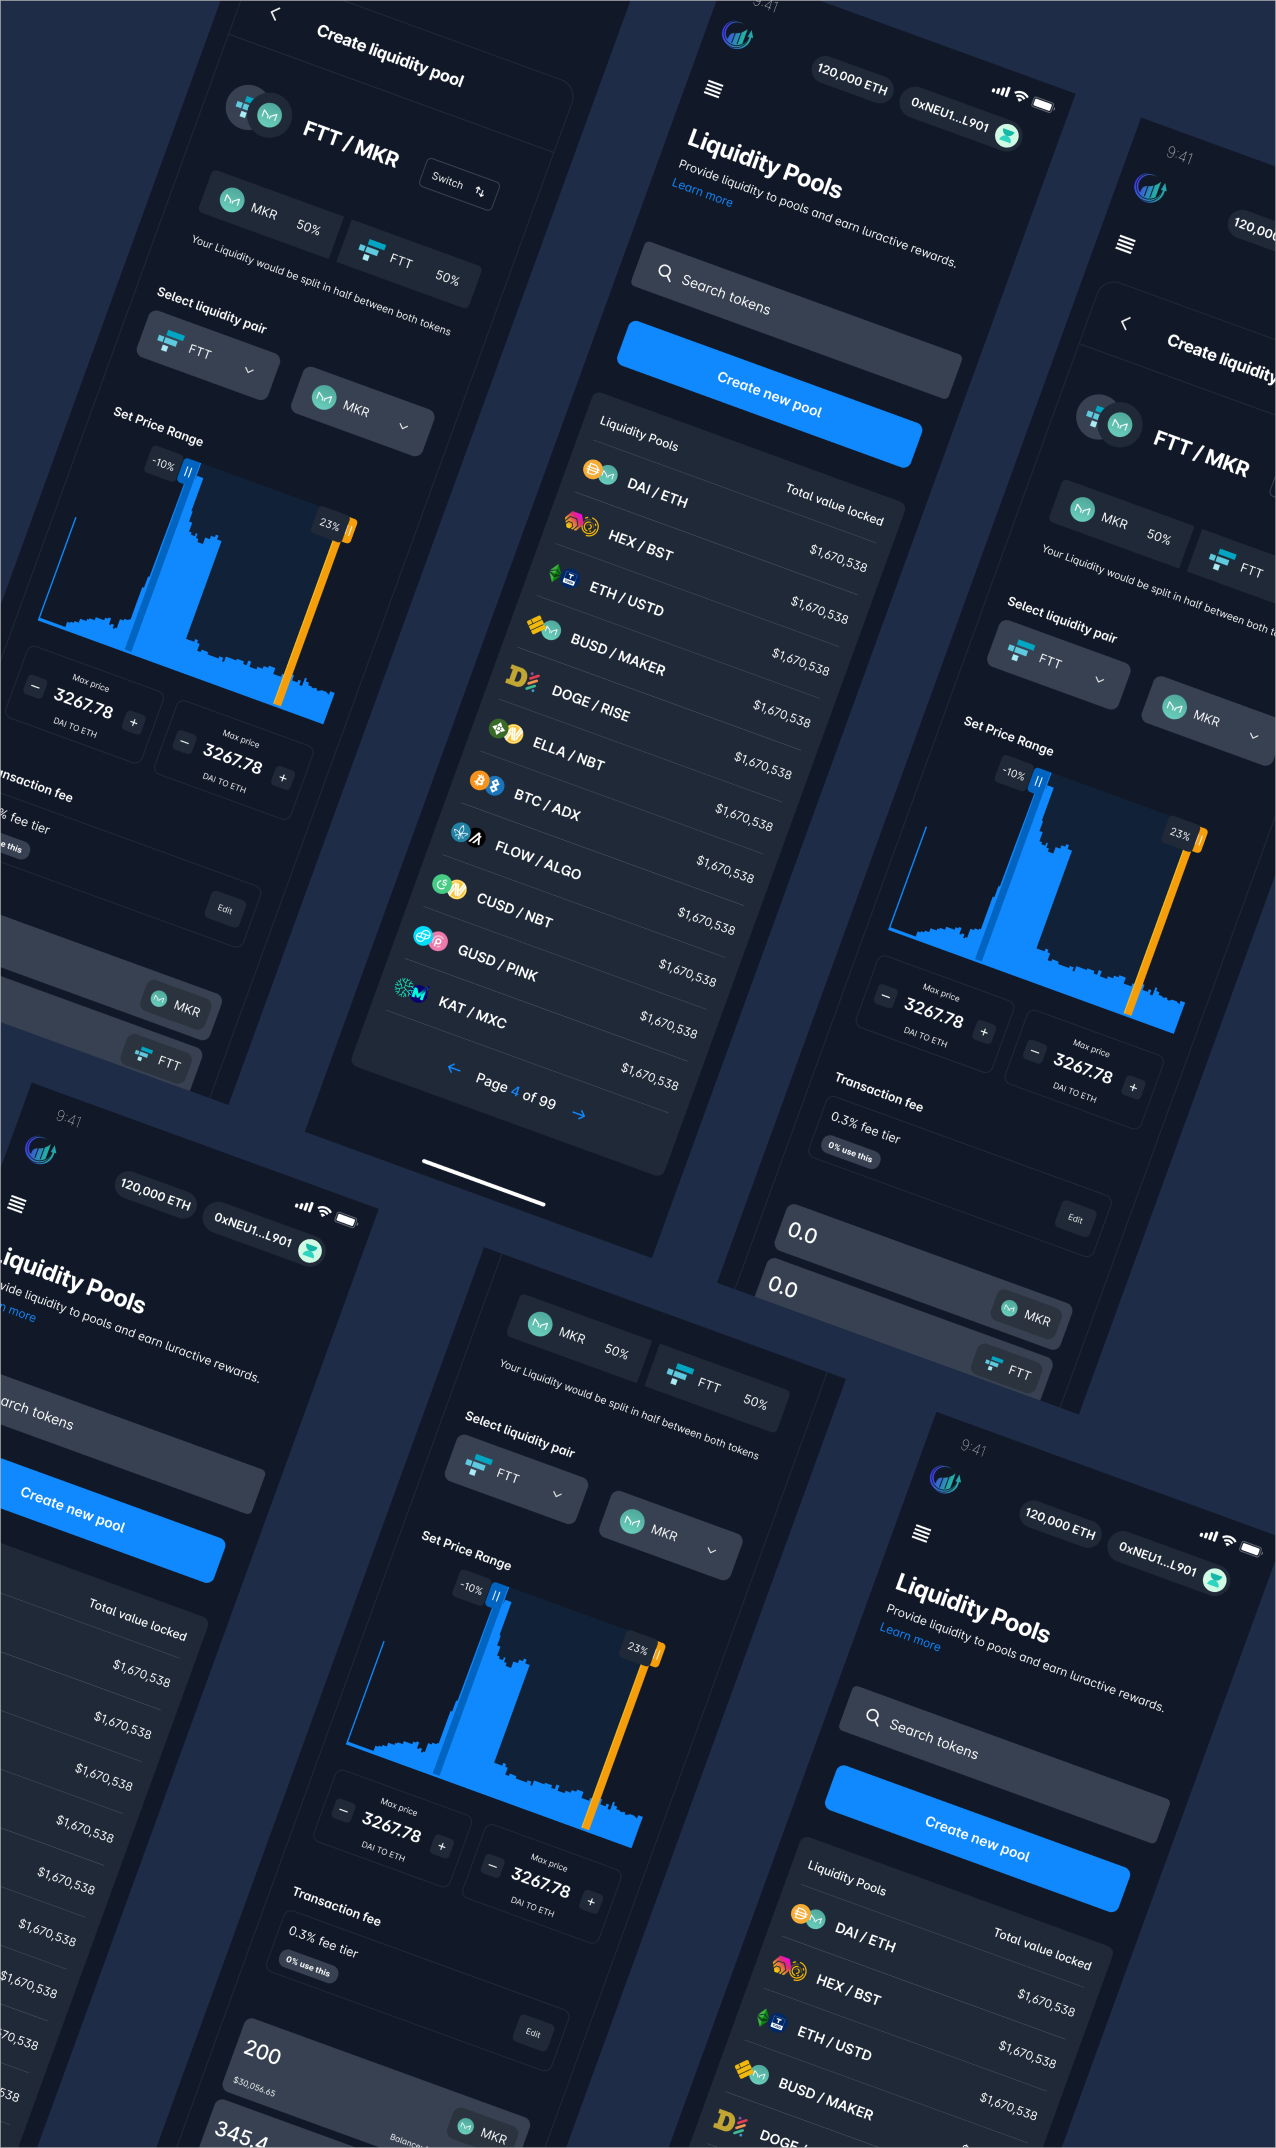 Create liquidity pool
FTT / MKR
Switch
MKR 50%
FTT 50%
Your Liquidity would be split in half between both tokens
Select liquidity pair
FTT
MKR
Set Price Range
-10%
23%
Max price
3267.78
DAI TO ETH
Max price
3267.78
DAI TO ETH
nsaction fee
% fee tier
e this
Edit
MKR
FTT
9:41
120,000 ETH
0xNEU1...L901
Liquidity Pools
Provide liquidity to pools and earn luractive rewards.
Learn more
Search tokens
Create new pool
Liquidity Pools
Total value locked
DAI / ETH $1,670,538
HEX / BST $1,670,538
ETH / USTD $1,670,538
BUSD / MAKER $1,670,538
DOGE / RISE $1,670,538
ELLA / NBT $1,670,538
BTC / ADX $1,670,538
FLOW / ALGO $1,670,538
CUSD / NBT $1,670,538
GUSD / PINK $1,670,538
KAT / MXC $1,670,538
Page 4 of 99
9:41
120,00
Create liquidity
FTT / MKR
MKR 50%
FTT
Your Liquidity would be split in half between both t
Select liquidity pair
FTT
MKR
Set Price Range
-10%
23%
Max price
3267.78
DAI TO ETH
Max price
3267.78
DAI TO ETH
Transaction fee
0.3% fee tier
0% use this
Edit
0.0
MKR
0.0
FTT
9:41
120,000 ETH
0xNEU1...L901
iquidity Pools
vide liquidity to pools and earn luractive rewards.
n more
arch tokens
Create new pool
Total value locked
$1,670,538
$1,670,538
$1,670,538
$1,670,538
$1,670,538
$1,670,538
$1,670,538
70,538
538
MKR 50%
FTT 50%
Your Liquidity would be split in half between both tokens
Select liquidity pair
FTT
MKR
Set Price Range
-10%
23%
Max price
3267.78
DAI TO ETH
Max price
3267.78
DAI TO ETH
Transaction fee
0.3% fee tier
0% use this
Edit
200
$30,056.65
MKR
345.4
Balance:
9:41
120,000 ETH
0xNEU1...L901
Liquidity Pools
Provide liquidity to pools and earn luractive rewards.
Learn more
Search tokens
Create new pool
Liquidity Pools
Total value locked
DAI / ETH $1,670,538
HEX / BST $1,670,538
ETH / USTD $1,670,538
BUSD / MAKER
DOGE /